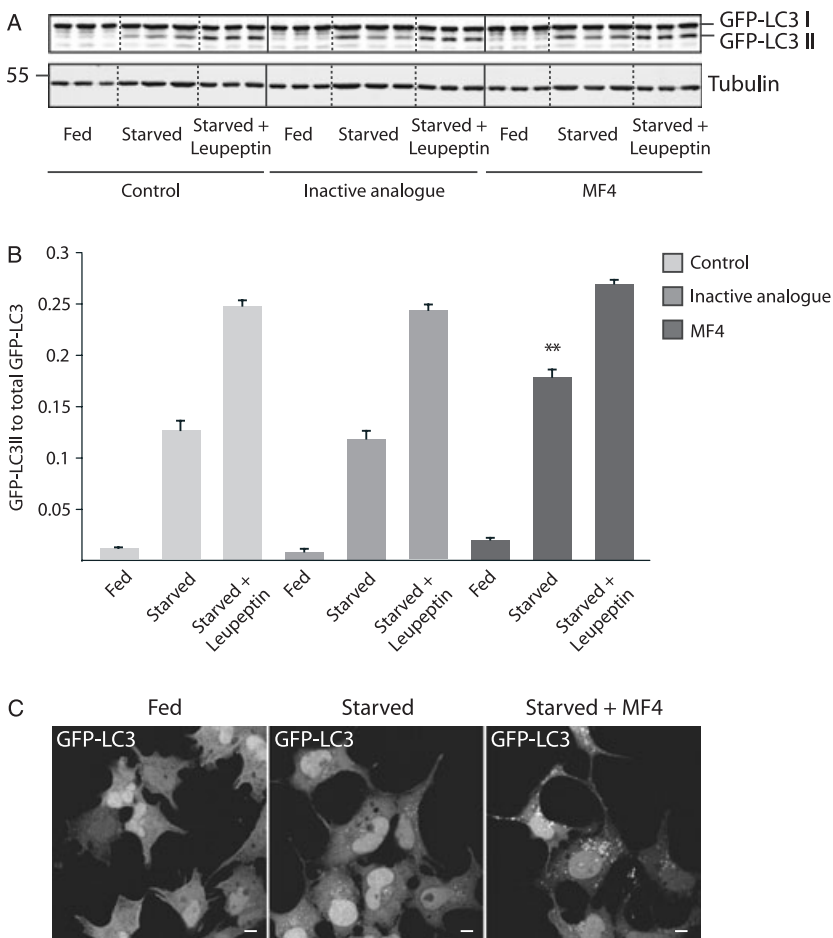 A
GFP-LC3 I
GFP-LC3 II
55
Tubulin
Fed Starved Starved + Leupeptin Fed Starved Starved + Leupeptin Fed Starved Starved + Leupeptin
Control Inactive analogue MF4
B
GFP-LC3II to total GFP-LC3
0.3
0.25
0.2
0.15
0.1
0.05
**
Control
Inactive analogue
MF4
Fed
Starved
Starved +
Leupeptin
Fed
Starved
Starved +
Leupeptin
Fed
Starved
Starved +
Leupeptin
C
Fed Starved Starved + MF4
GFP-LC3 GFP-LC3 GFP-LC3